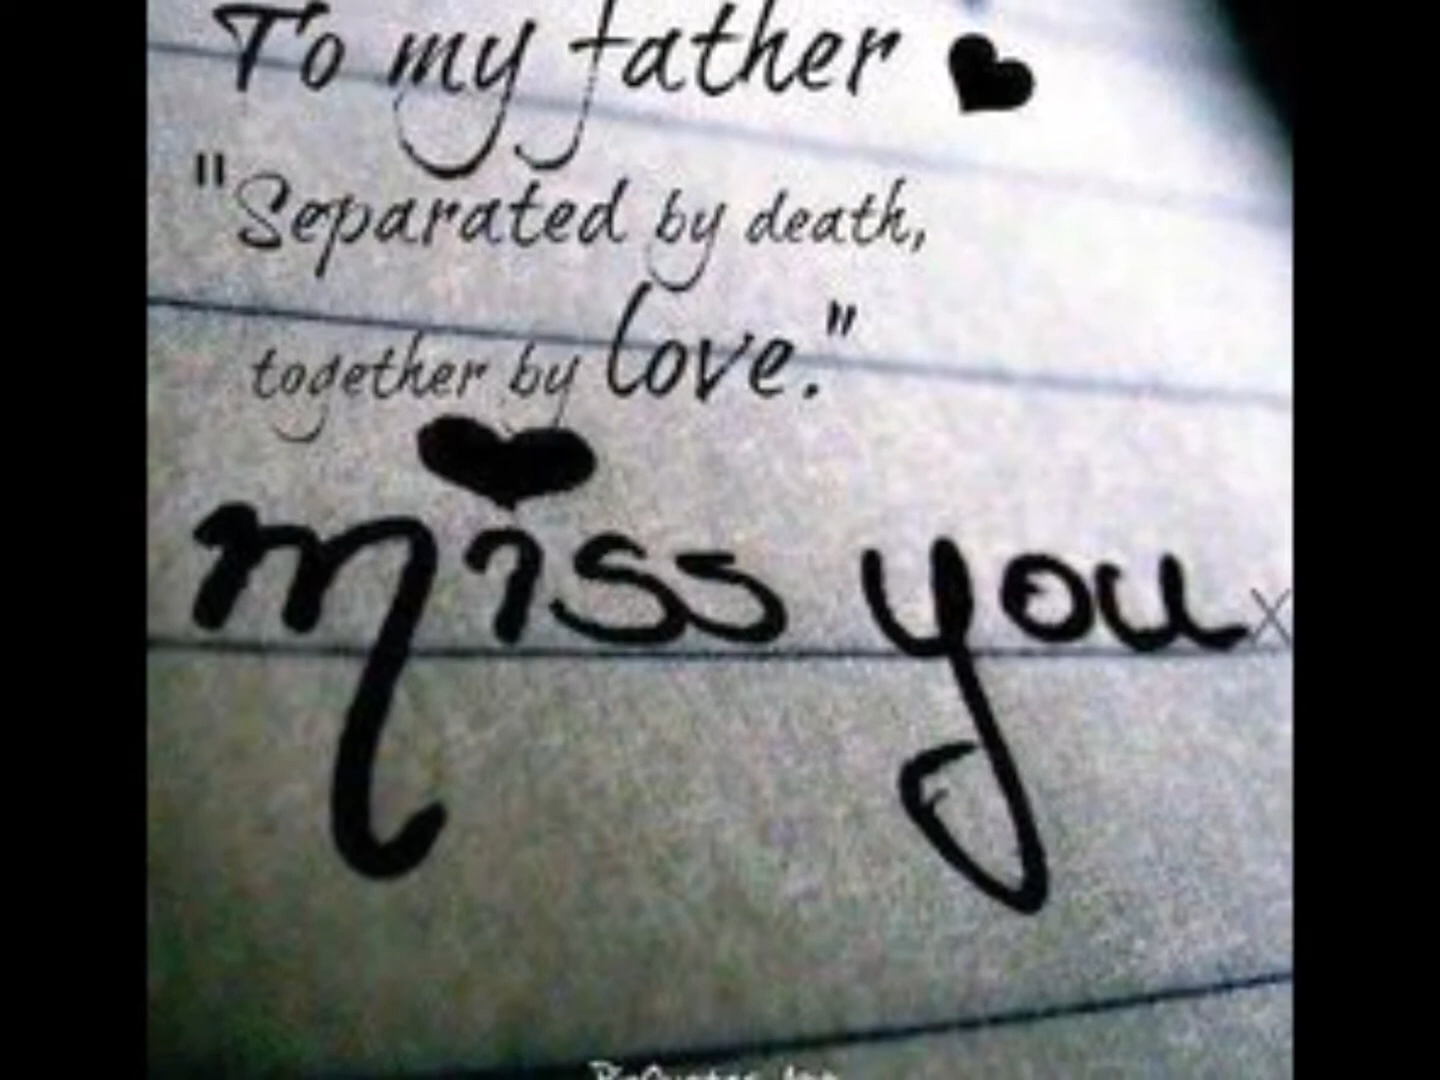 To my father ♥
"Separated by death,
together by love."
miss you x